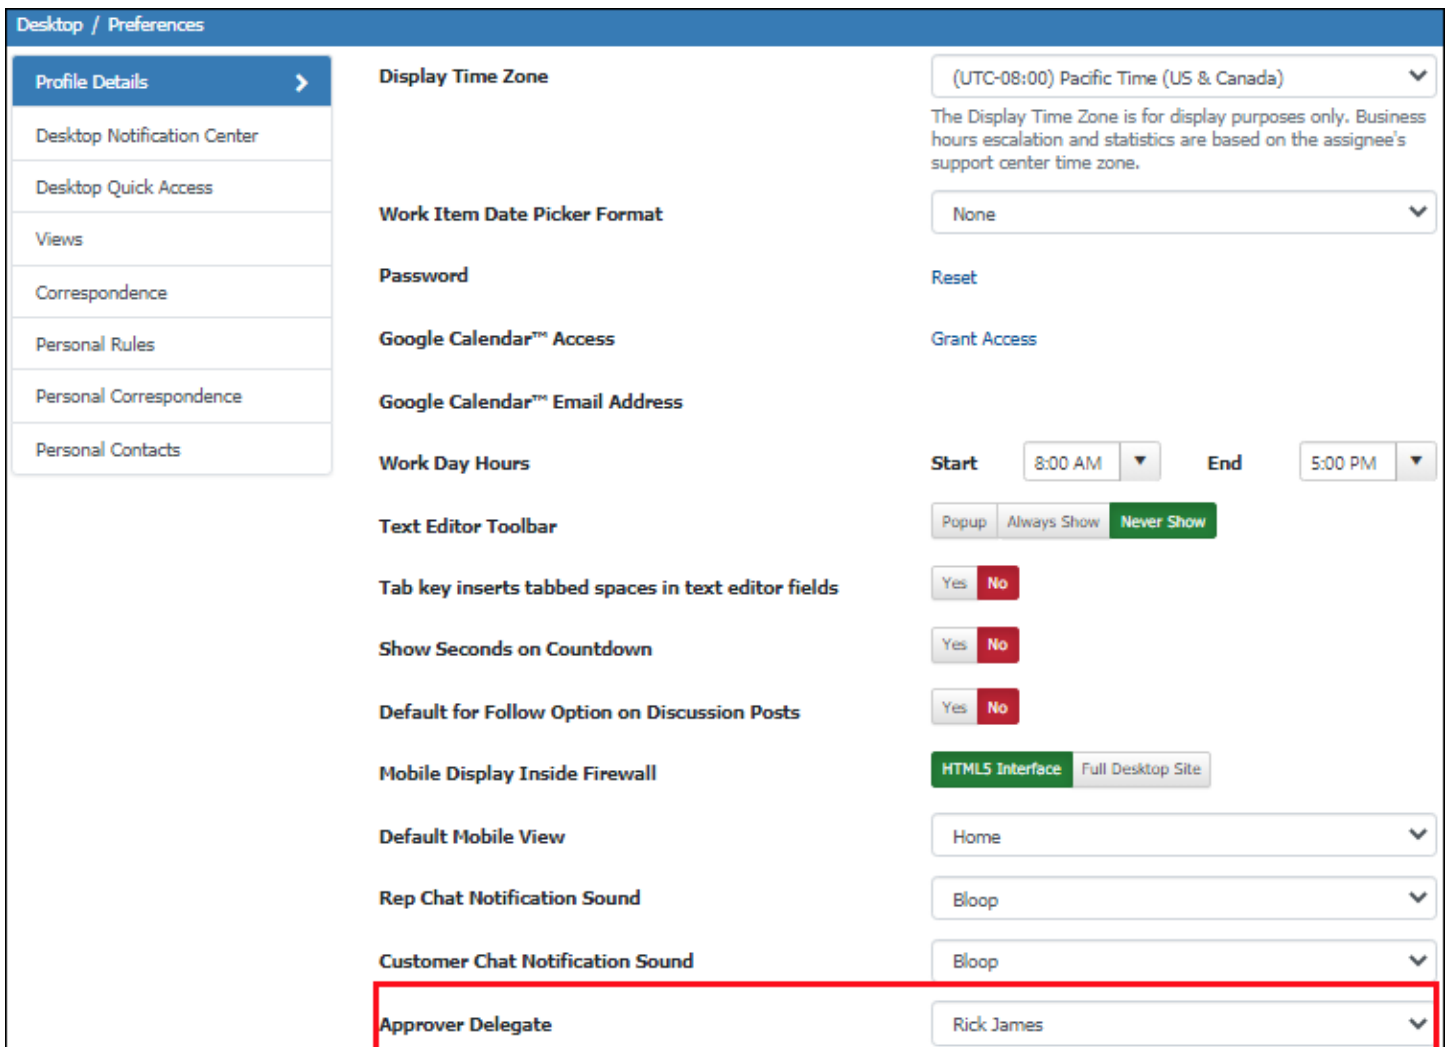 Desktop / Preferences
Profile Details
Desktop Notification Center
Desktop Quick Access
Views
Correspondence
Personal Rules
Personal Correspondence
Personal Contacts
Display Time Zone
(UTC-08:00) Pacific Time (US & Canada)
The Display Time Zone is for display purposes only. Business
hours escalation and statistics are based on the assignee's
support center time zone.
Work Item Date Picker Format
None
Password
Reset
Google Calendar™ Access
Grant Access
Google Calendar™ Email Address
Work Day Hours
Start 8:00 AM End 5:00 PM
Text Editor Toolbar
Popup Always Show Never Show
Tab key inserts tabbed spaces in text editor fields
Yes No
Show Seconds on Countdown
Yes No
Default for Follow Option on Discussion Posts
Yes No
Mobile Display Inside Firewall
HTML5 Interface Full Desktop Site
Default Mobile View
Home
Rep Chat Notification Sound
Bloop
Customer Chat Notification Sound
Bloop
Approver Delegate
Rick James